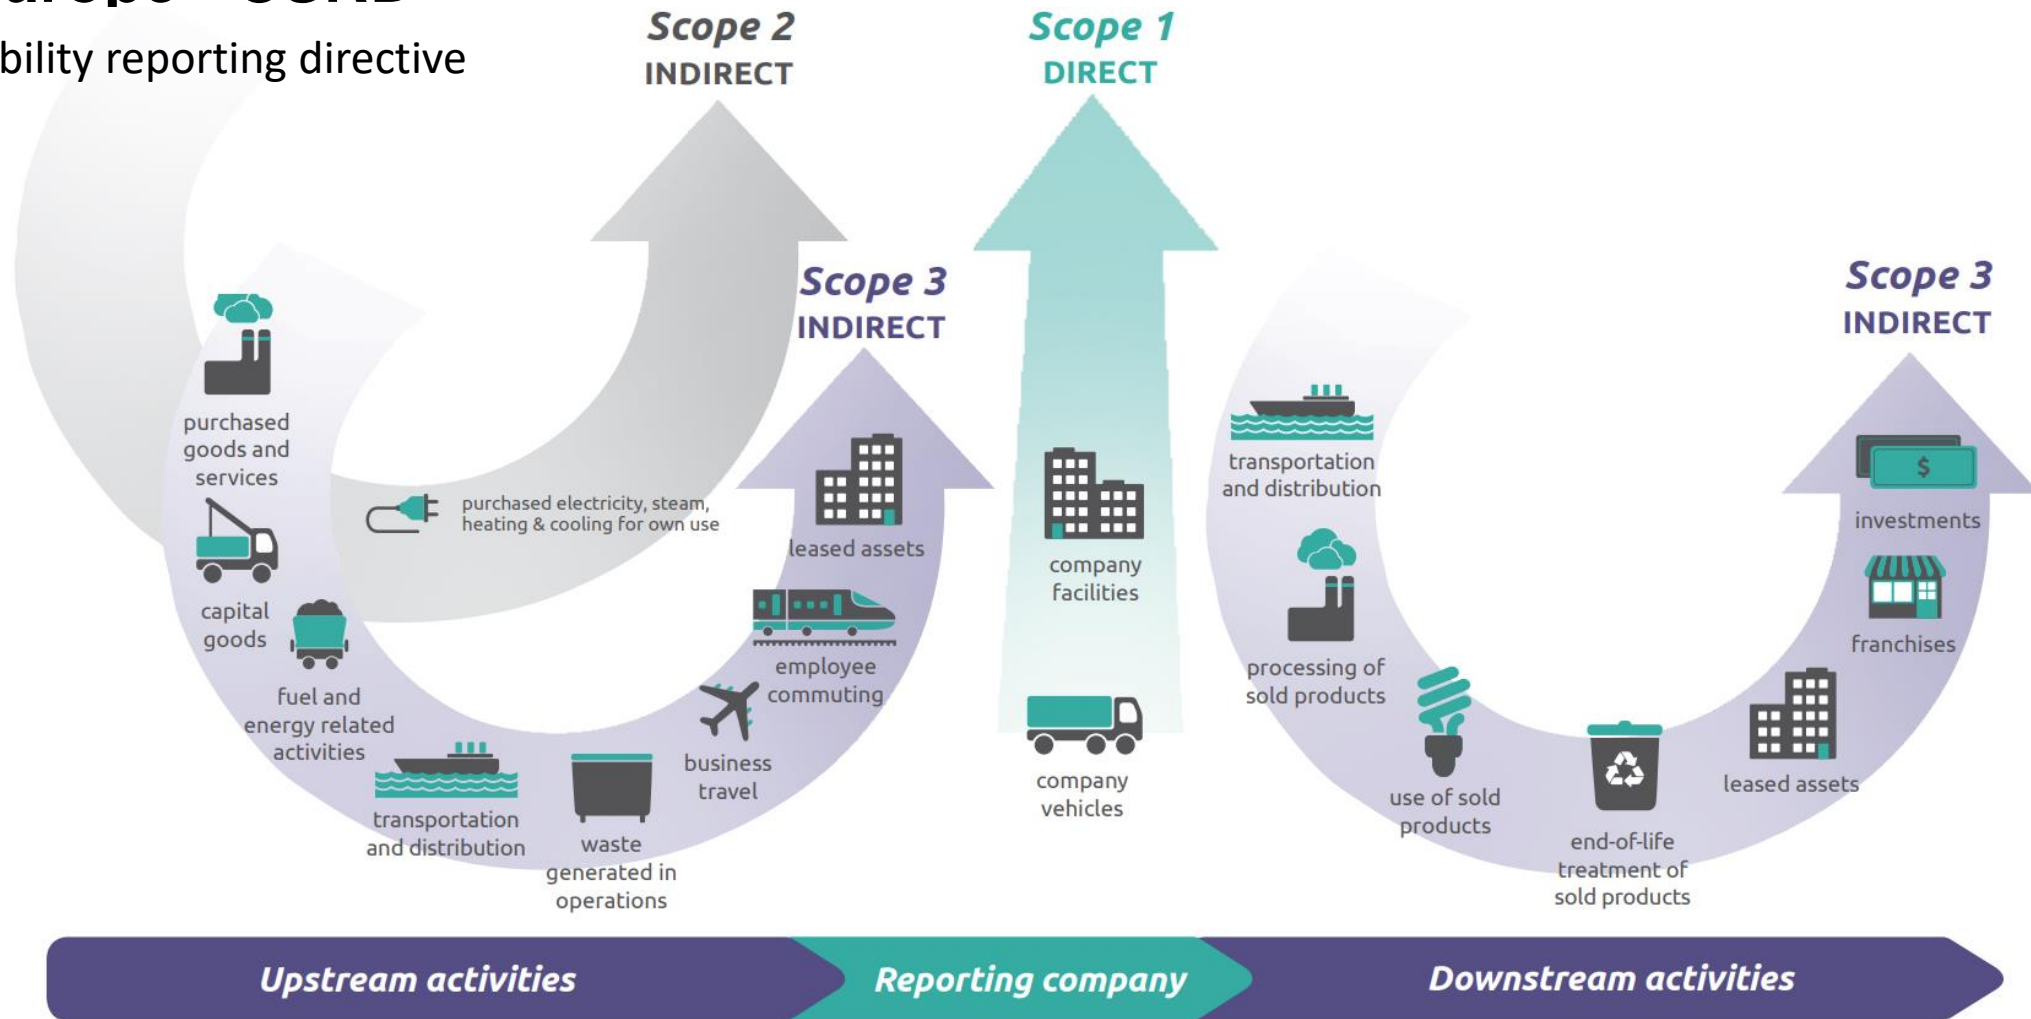 bility reporting directive
Scope 2
INDIRECT
Scope 1
DIRECT
Scope 3
INDIRECT
Scope 3
INDIRECT
purchased
goods and
services
capital
goods
fuel and
energy related
activities
transportation
and distribution
waste
generated in
operations
business
travel
employee
commuting
leased assets
purchased electricity, steam,
heating & cooling for own use
company
facilities
company
vehicles
transportation
and distribution
processing of
sold products
use of sold
products
end-of-life
treatment of
sold products
leased assets
franchises
investments
$
Upstream activities
Reporting company
Downstream activities